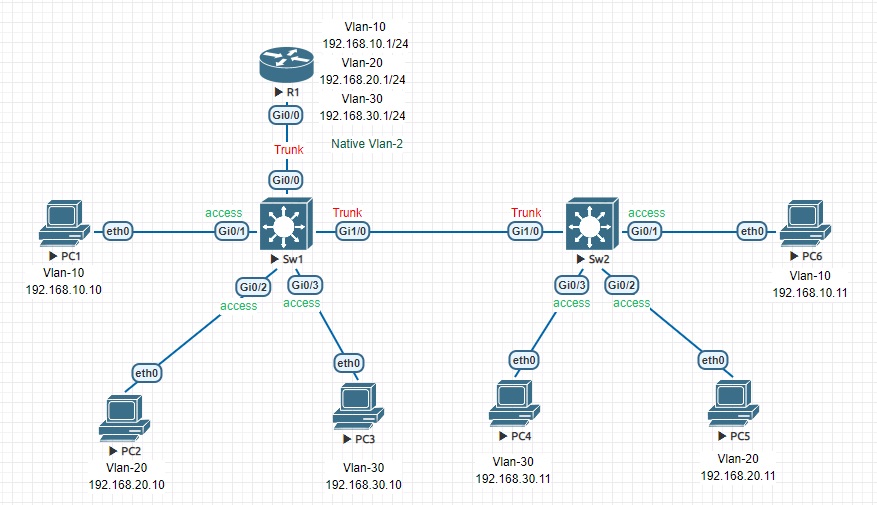 Vlan-10
192.168.10.1/24
Vlan-20
192.168.20.1/24
R1
Vlan-30
192.168.30.1/24
Gi0/0
Trunk
Native Vlan-2
Gi0/0
access
Trunk
Trunk
access
eth0
Gi0/1
Gi1/0
Gi1/0
Gi0/1
eth0
PC1
Sw1
Sw2
PC6
Vlan-10
192.168.10.10
Vlan-10
192.168.10.11
Gi0/2
Gi0/3
Gi0/3
Gi0/2
access
access
access
access
eth0
eth0
eth0
eth0
PC2
PC3
PC4
PC5
Vlan-20
192.168.20.10
Vlan-30
192.168.30.10
Vlan-30
192.168.30.11
Vlan-20
192.168.20.11